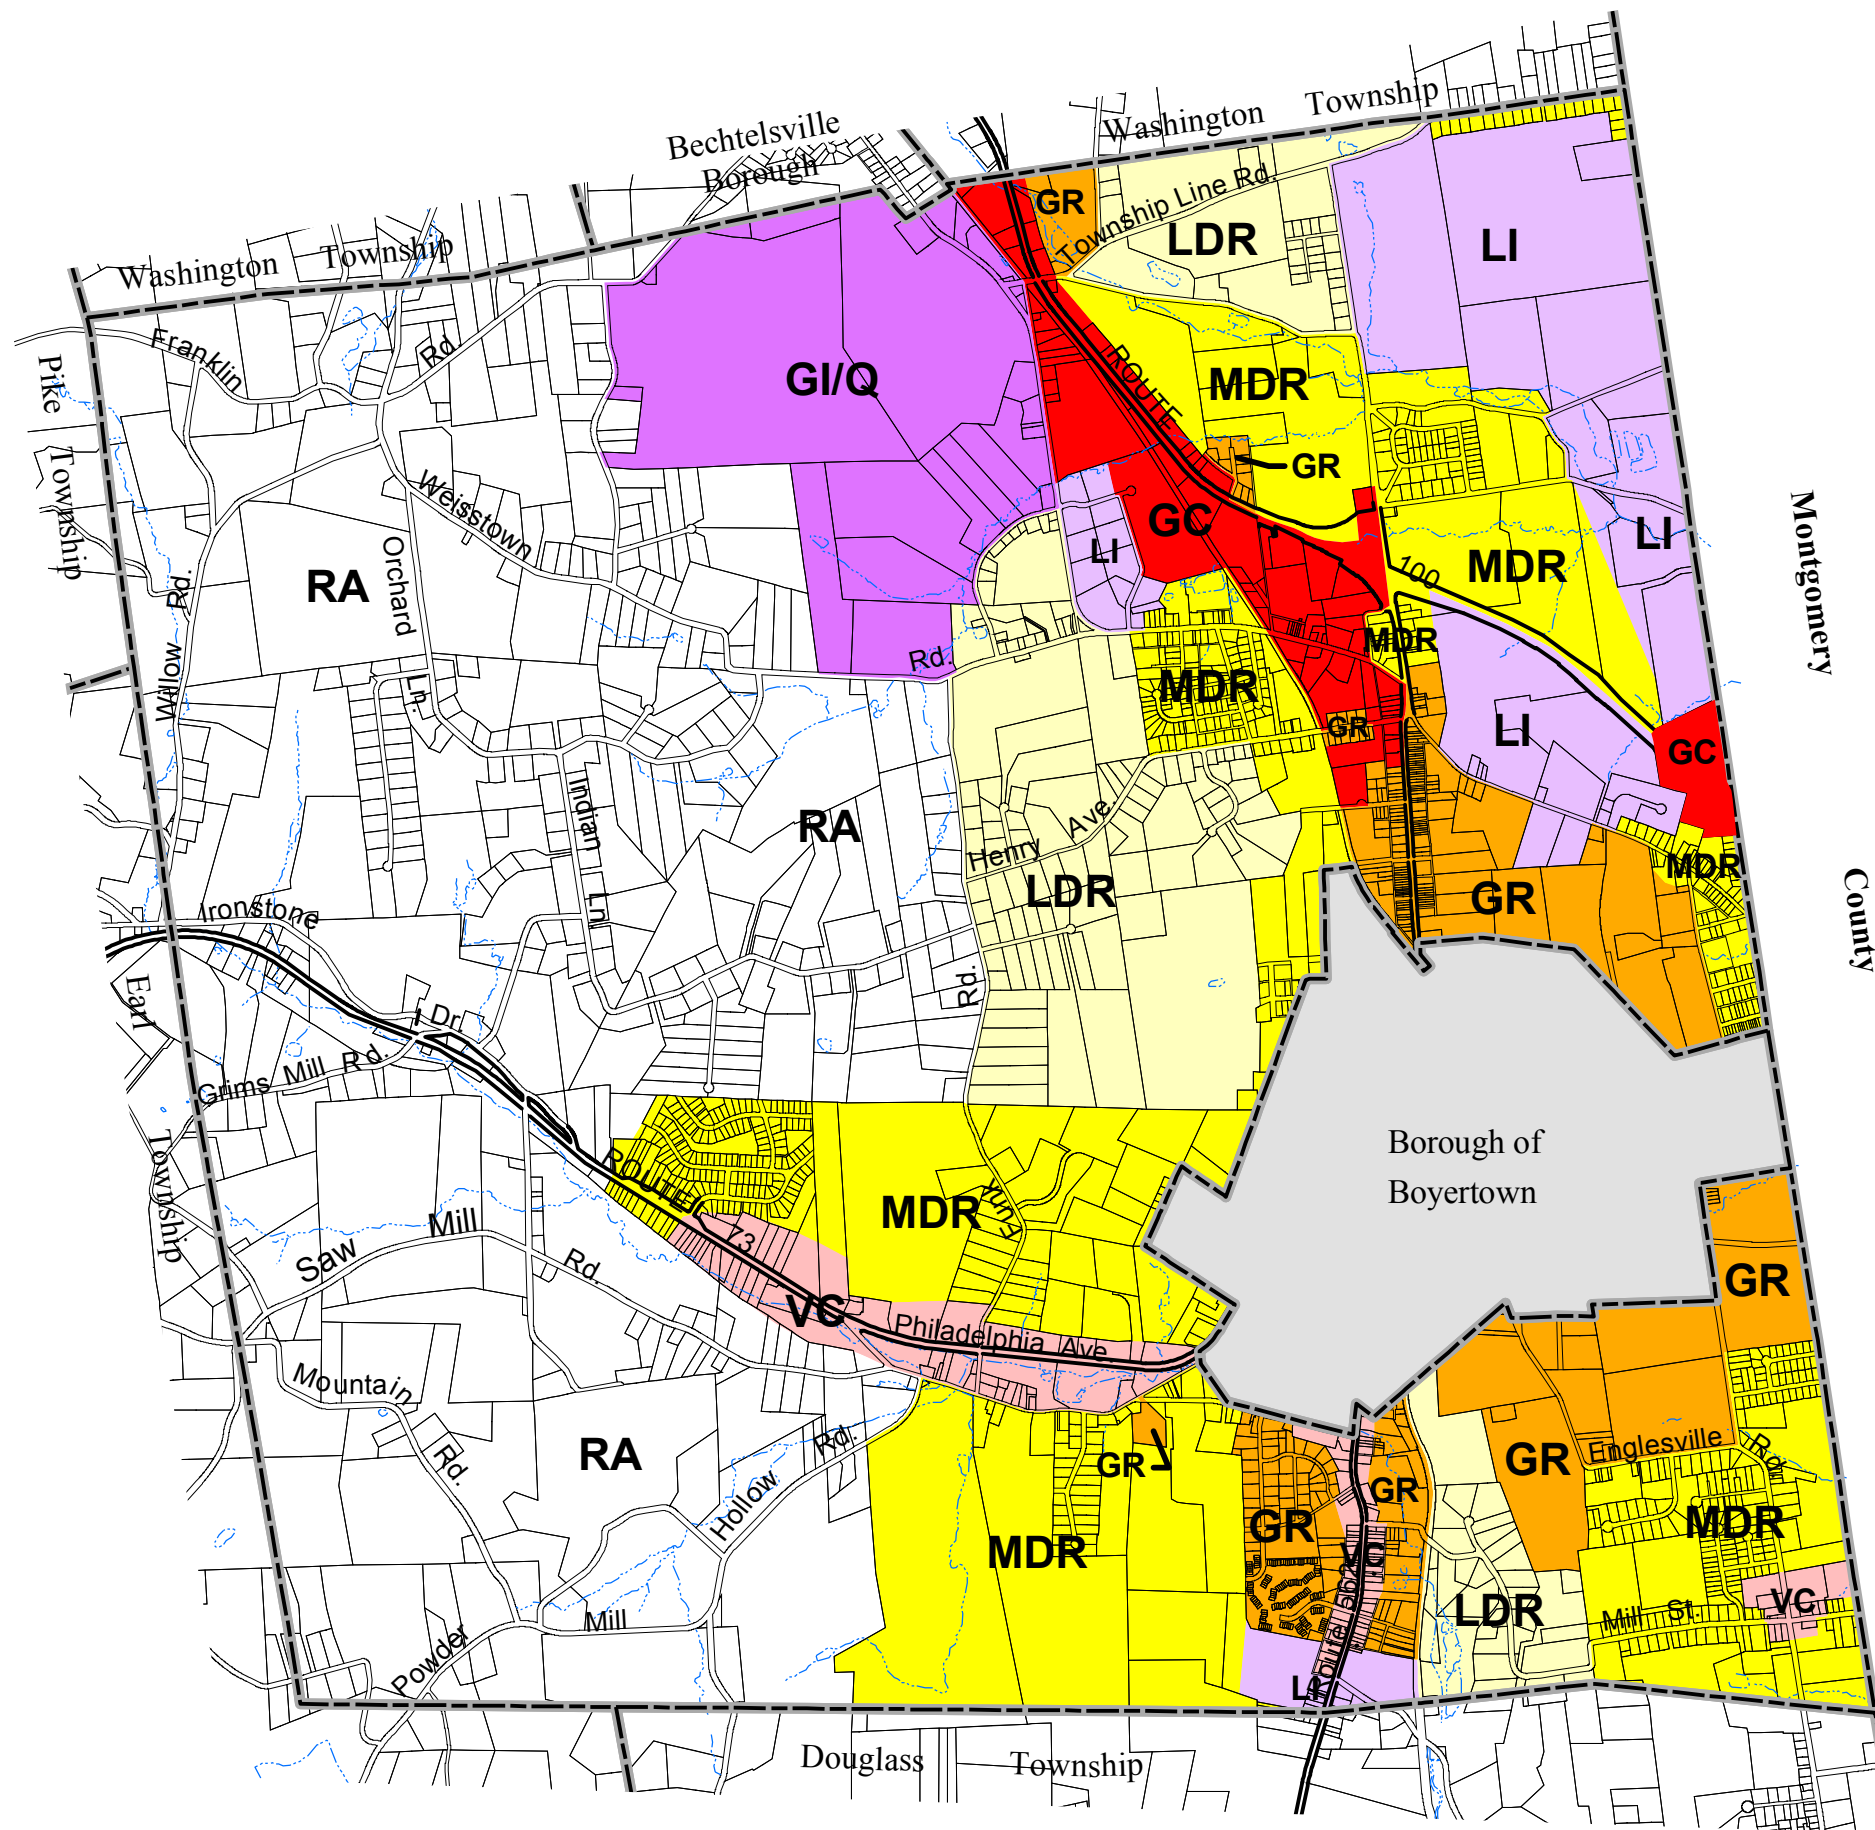 Bechtelsville
Borough
Washington Township
Washington Township
Pike
Township
Franklin
Rd.
GR
Township Line Rd.
LDR
LI
GI/Q
ROUTE
MDR
GR
Weisstown
GC
LI
LI
Montgomery
RA
Orchard
100
MDR
Willow Rd.
Rd.
MDR
MDR
Ln.
GR
LI
GC
Indian
RA
Henry Ave.
LDR
MDR
GR
County
Ironstone
Ln.
Earl
Rd.
Dr.
Grims Mill Rd.
Township
Borough of
Boyertown
ROUTE
73
MDR
Funk
Saw Mill
Rd.
VC
Philadelphia Ave.
GR
Mountain
Rd.
RA
Rd.
Hollow
GR
GR
GR
GR
Englesville
Rd.
MDR
MDR
VC
Route 562
LDR
Mill St.
VC
Mill
Powder
LI
Douglass Township